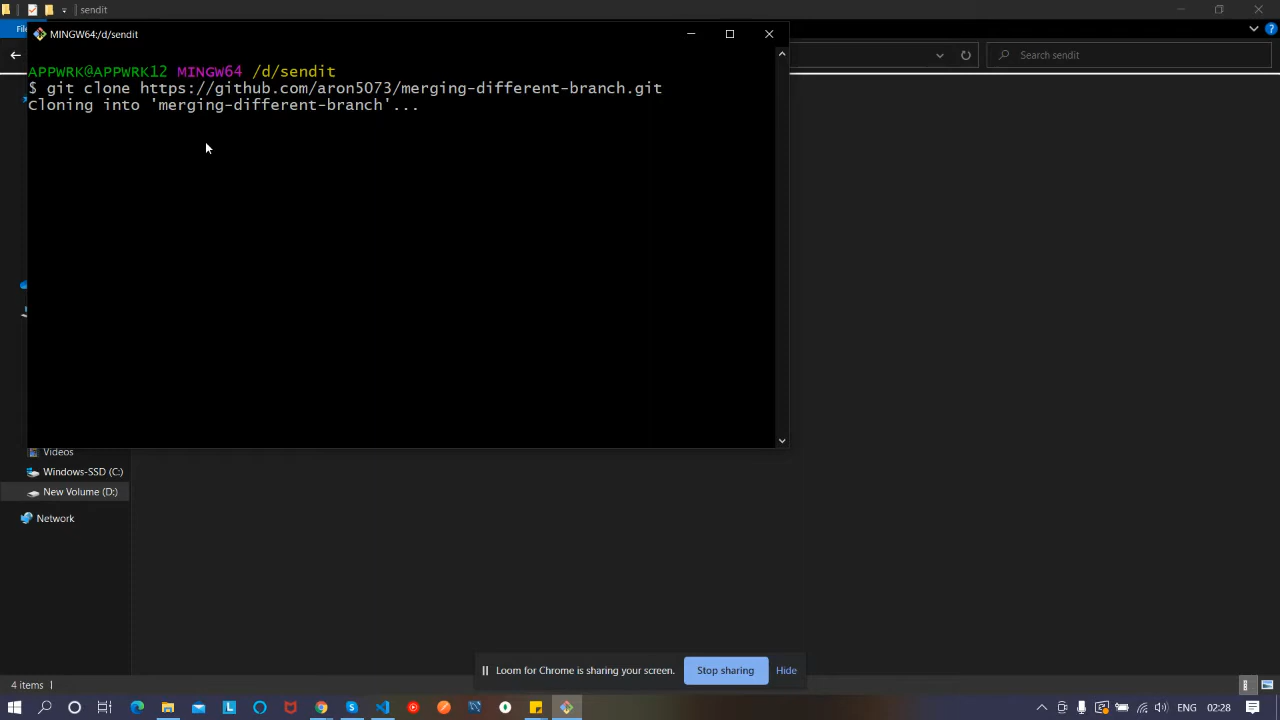 sendit
Fil
MINGW64:/d/sendit
Search sendit
APPWRK@APPWRK12 MINGW64 /d/sendit
$ git clone https://github.com/aron5073/merging-different-branch.git
Cloning into 'merging-different-branch'...
Videos
Windows-SSD (C:)
New Volume (D:)
Network
Loom for Chrome is sharing your screen.
Stop sharing
Hide
4 items
ENG
02:28